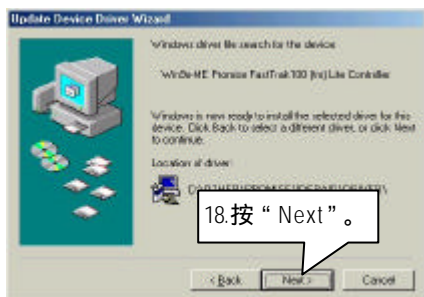 Update Device Driver Wizard
Windows driver file search for the device:
Win9x-ME Promise FastTrak100 (tm) Lite Controller
Windows is now ready to install the selected driver for this
device. Click Back to select a different driver, or click Next
to continue.
Location of driver:
18.按“Next”。
< Back
Next >
Cancel